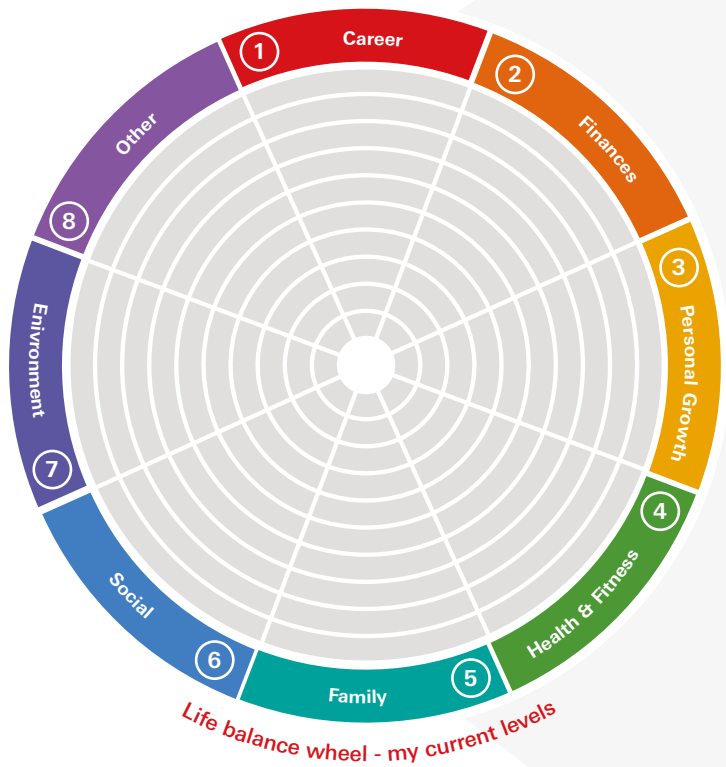 1
Career
2
Finances
3
Personal Growth
4
Health & Fitness
5
Family
6
Social
7
Enivronment
8
Other
Life balance wheel - my current levels